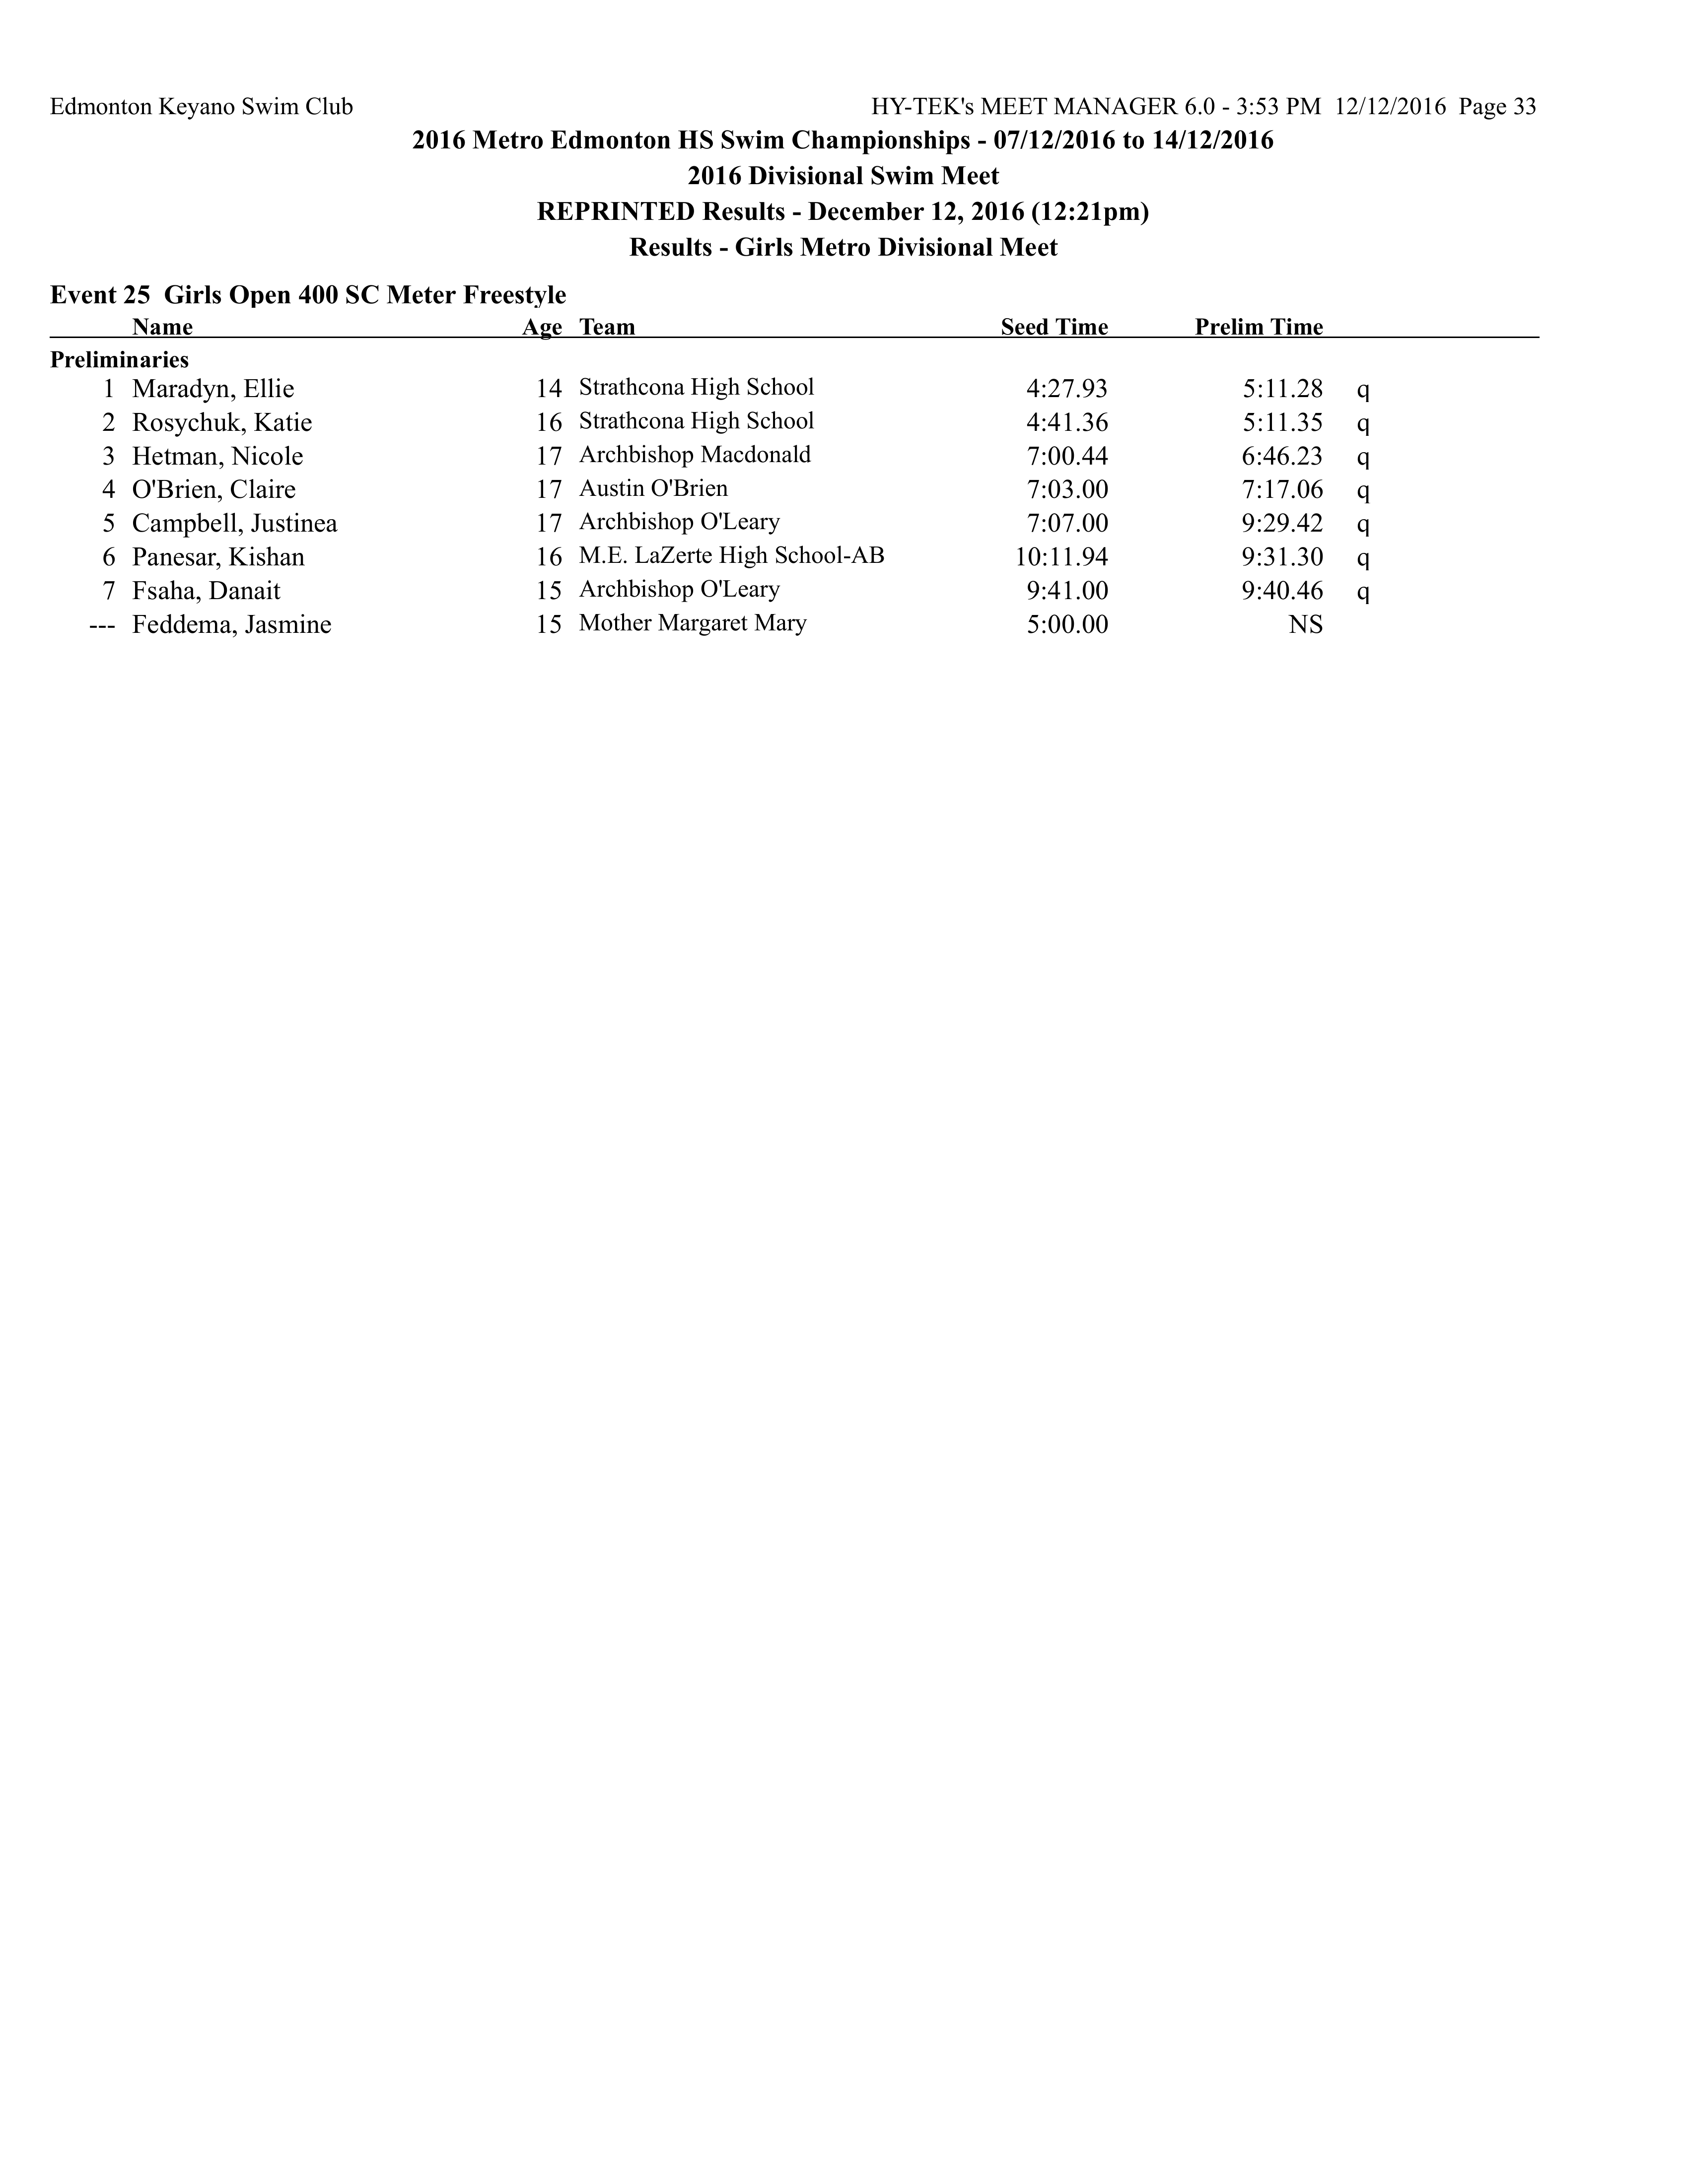 Edmonton Keyano Swim Club HY-TEK's MEET MANAGER 6.0 - 3:53 PM 12/12/2016 Page 33
2016 Metro Edmonton HS Swim Championships - 07/12/2016 to 14/12/2016
2016 Divisional Swim Meet
REPRINTED Results - December 12, 2016 (12:21pm)
Results - Girls Metro Divisional Meet
Event 25 Girls Open 400 SC Meter Freestyle
Name Age Team Seed Time Prelim Time
Preliminaries
1 Maradyn, Ellie 14 Strathcona High School 4:27.93 5:11.28 q
2 Rosychuk, Katie 16 Strathcona High School 4:41.36 5:11.35 q
3 Hetman, Nicole 17 Archbishop Macdonald 7:00.44 6:46.23 q
4 O'Brien, Claire 17 Austin O'Brien 7:03.00 7:17.06 q
5 Campbell, Justinea 17 Archbishop O'Leary 7:07.00 9:29.42 q
6 Panesar, Kishan 16 M.E. LaZerte High School-AB 10:11.94 9:31.30 q
7 Fsaha, Danait 15 Archbishop O'Leary 9:41.00 9:40.46 q
--- Feddema, Jasmine 15 Mother Margaret Mary 5:00.00 NS